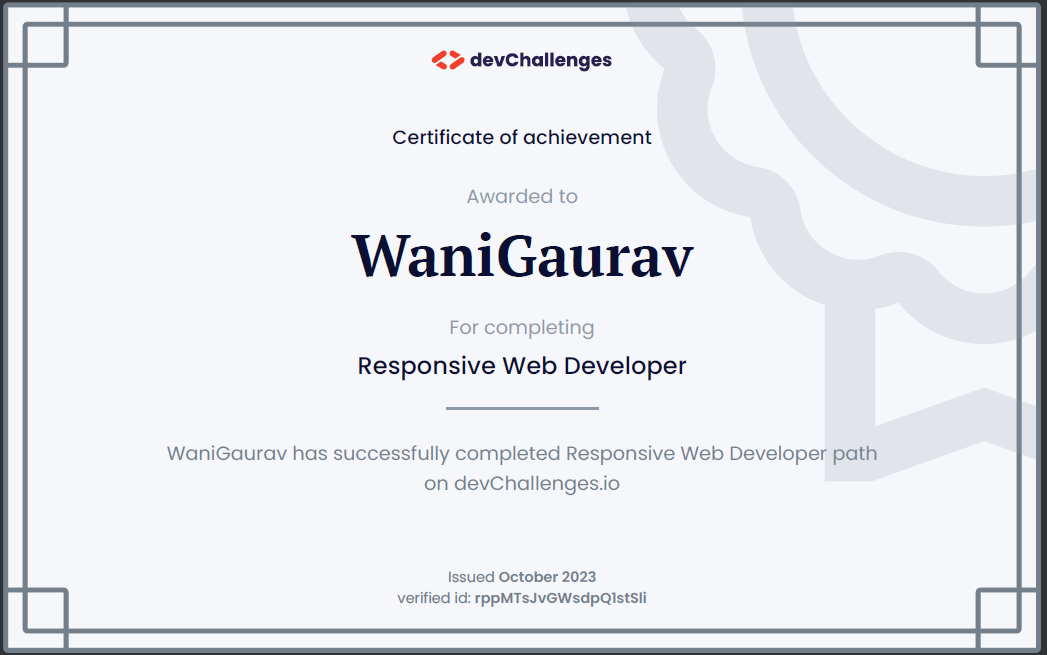 devChallenges
Certificate of achievement
Awarded to
WaniGaurav
For completing
Responsive Web Developer
WaniGaurav has successfully completed Responsive Web Developer path
on devChallenges.io
Issued October 2023
verified id: rppMTsJvGWsdpQ1stSli